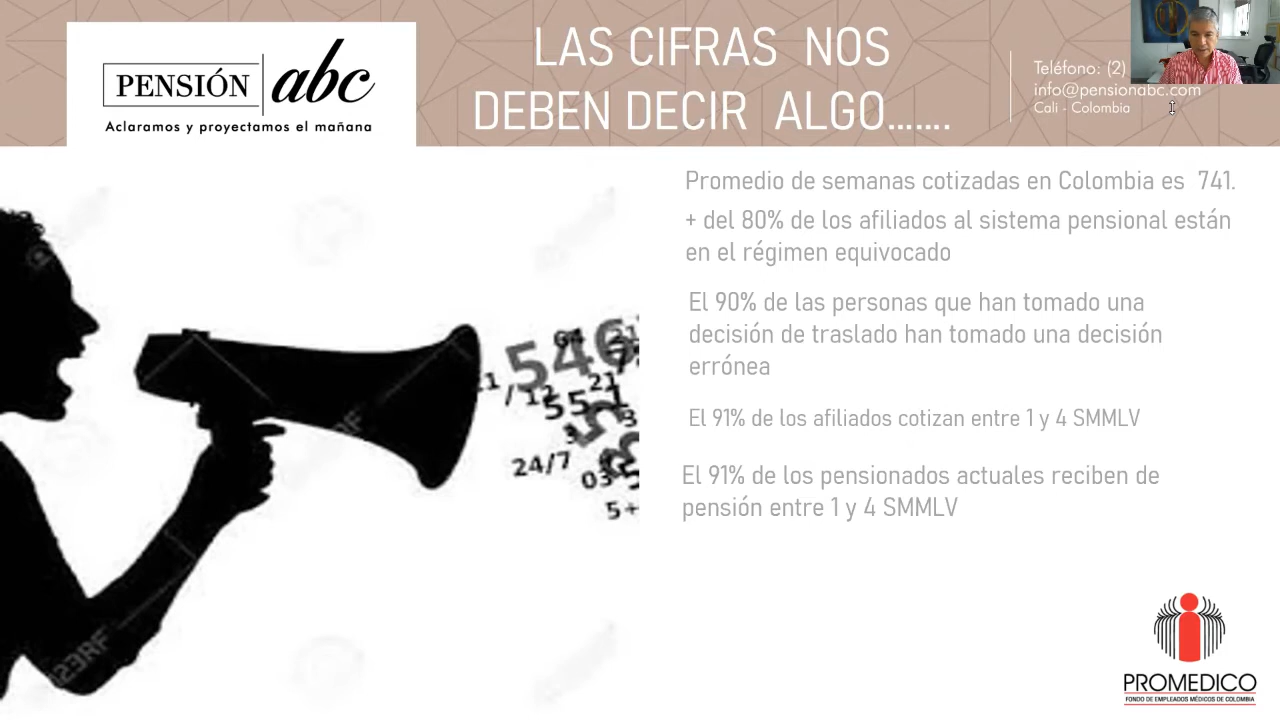 PENSIÓN abc
Aclaramos y proyectamos el mañana
LAS CIFRAS NOS
DEBEN DECIR ALGO.......
Teléfono: (2)
info@pensionabc.com
Cali - Colombia
Promedio de semanas cotizadas en Colombia es 741.
+ del 80% de los afiliados al sistema pensional están
en el régimen equivocado
El 90% de las personas que han tomado una
decisión de traslado han tomado una decisión
errónea
El 91% de los afiliados cotizan entre 1 y 4 SMMLV
El 91% de los pensionados actuales reciben de
pensión entre 1 y 4 SMMLV
546
55
24/7
5+
123RF
PROMEDICO
FONDO DE EMPLEADOS MÉDICOS DE COLOMBIA